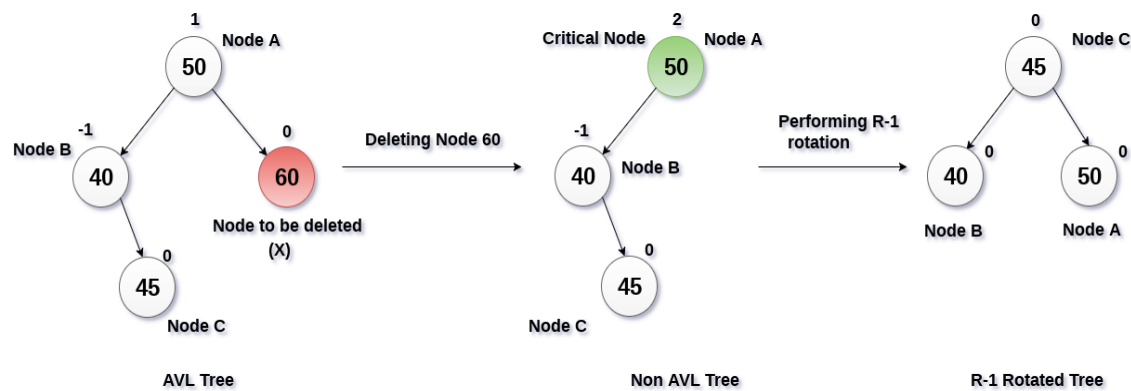 1
Node A
50
-1
0
Node B
40
60
Node to be deleted
(X)
0
45
Node C
AVL Tree
Deleting Node 60
2
Critical Node
Node A
50
-1
40
Node B
0
45
Node C
Non AVL Tree
Performing R-1
rotation
0
Node C
45
0
0
40
50
Node B
Node A
R-1 Rotated Tree